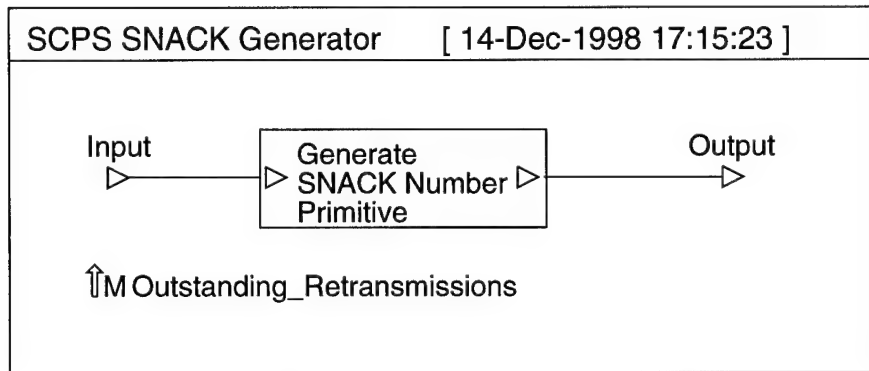 SCPS SNACK Generator [ 14-Dec-1998 17:15:23 ]
Input
Generate
SNACK Number
Primitive
Output
⇧M Outstanding_Retransmissions